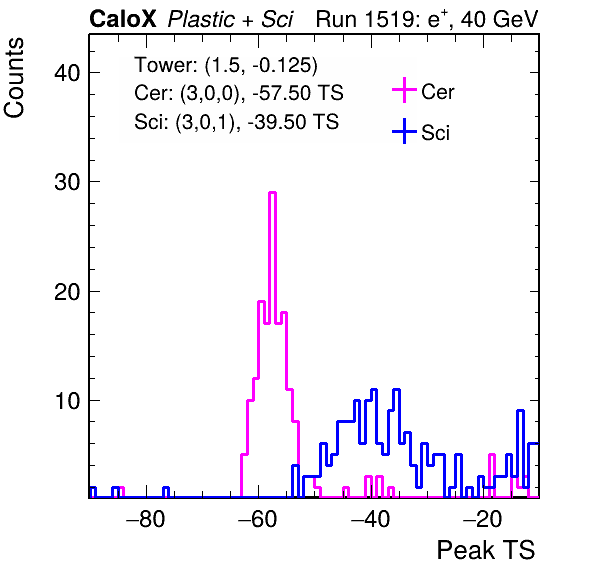 CaloX Plastic + Sci Run 1519: e+, 40 GeV
Counts
Tower: (1.5, -0.125)
Cer: (3,0,0), -57.50 TS
Sci: (3,0,1), -39.50 TS
Cer
Sci
40
30
20
10
−80 −60 −40 −20
Peak TS